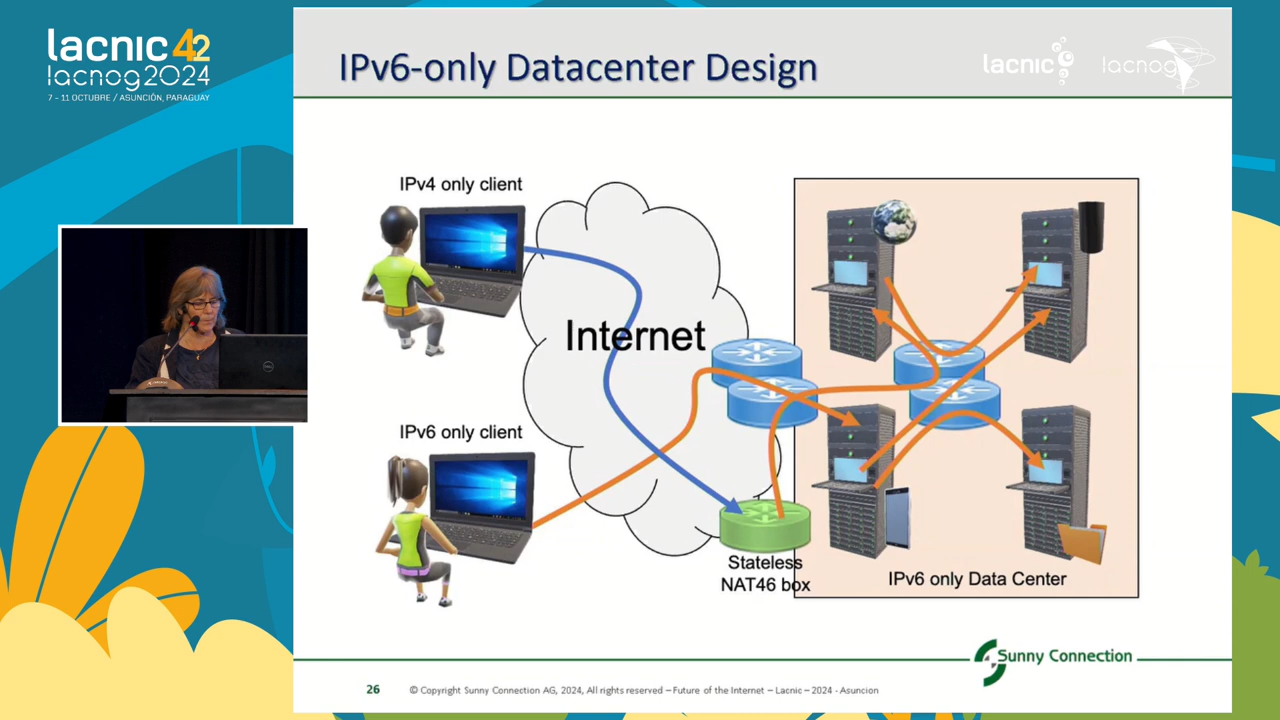 lacnic 42
lacnog2024
7 - 11 OCTUBRE / ASUNCIÓN, PARAGUAY
IPv6-only Datacenter Design
lacnic
lacnog
IPv4 only client
Internet
IPv6 only client
Stateless
NAT46 box
IPv6 only Data Center
Sunny Connection
26
© Copyright Sunny Connection AG, 2024, All rights reserved – Future of the Internet – Lacnic – 2024 - Asuncion
DELL